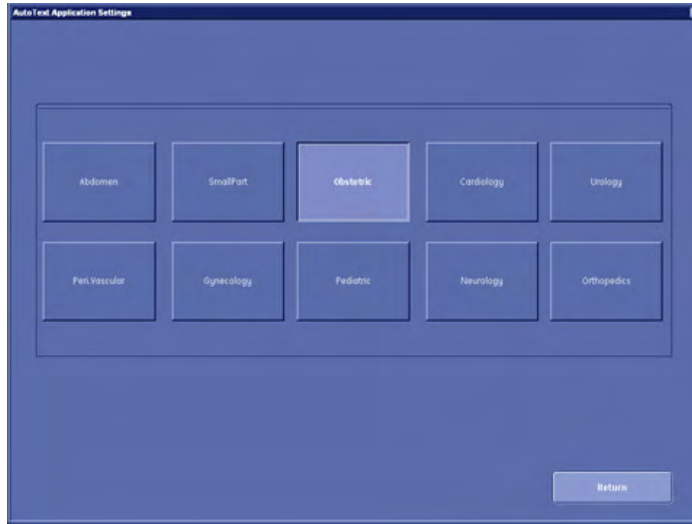 AutoText Application Settings
Abdomen SmallPart Obstetric Cardiology Urology
Peri.Vascular Gynecology Pediatric Neurology Orthopedics
Return